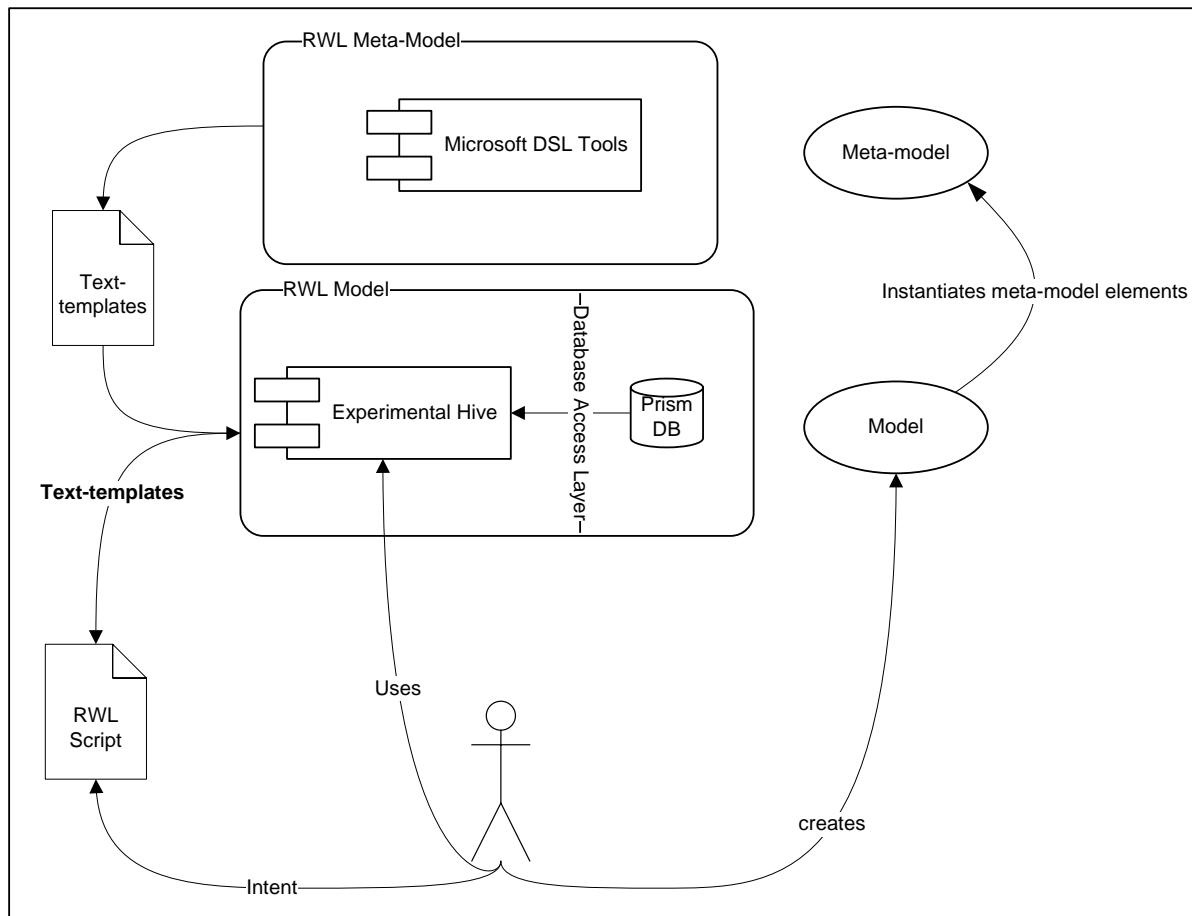 RWL Meta-Model
Microsoft DSL Tools
Meta-model
Text-
templates
Instantiates meta-model elements
RWL Model
Database Access Layer
Experimental Hive
Prism
DB
Model
Text-templates
RWL
Script
Uses
creates
Intent